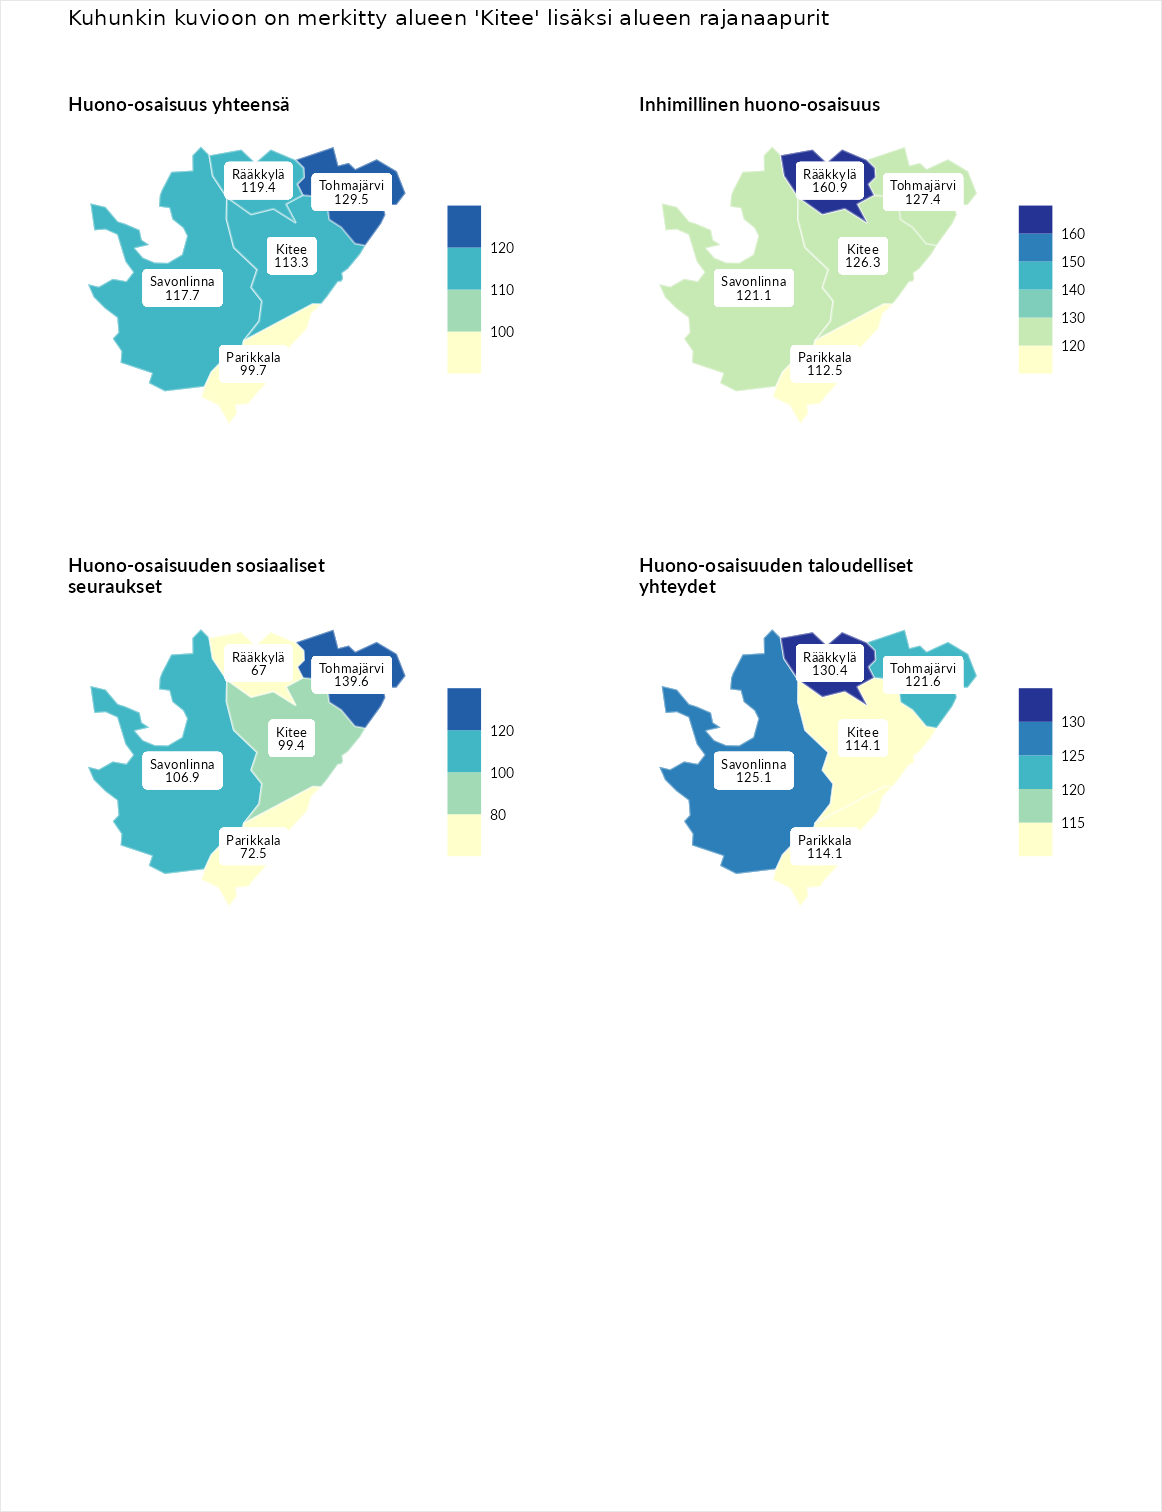 Kuhunkin kuvioon on merkitty alueen 'Kitee' lisäksi alueen rajanaapurit
Huono-osaisuus yhteensä
Rääkkylä
119.4
Tohmajärvi
129.5
Kitee
113.3
Savonlinna
117.7
Parikkala
99.7
120
110
100
Inhimillinen huono-osaisuus
Rääkkylä
160.9
Tohmajärvi
127.4
Kitee
126.3
Savonlinna
121.1
Parikkala
112.5
160
150
140
130
120
Huono-osaisuuden sosiaaliset
seuraukset
Rääkkylä
67
Tohmajärvi
139.6
Kitee
99.4
Savonlinna
106.9
Parikkala
72.5
120
100
80
Huono-osaisuuden taloudelliset
yhteydet
Rääkkylä
130.4
Tohmajärvi
121.6
Kitee
114.1
Savonlinna
125.1
Parikkala
114.1
130
125
120
115